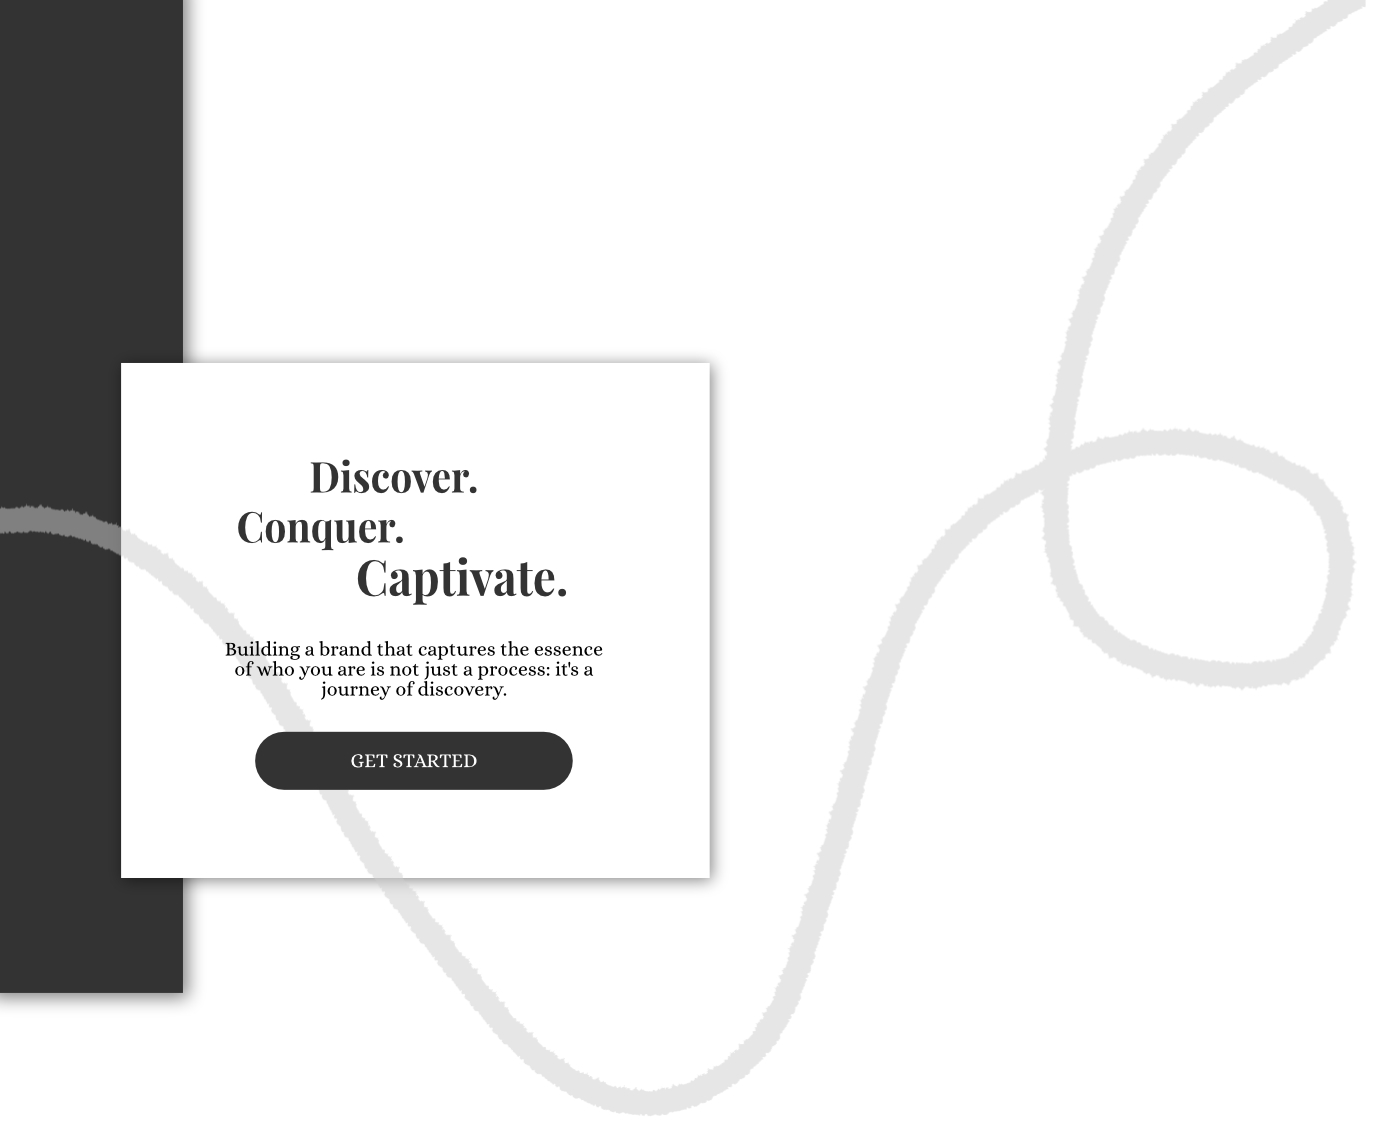 Discover.
Conquer.
Captivate.
Building a brand that captures the essence
of who you are is not just a process: it's a
journey of discovery.
GET STARTED